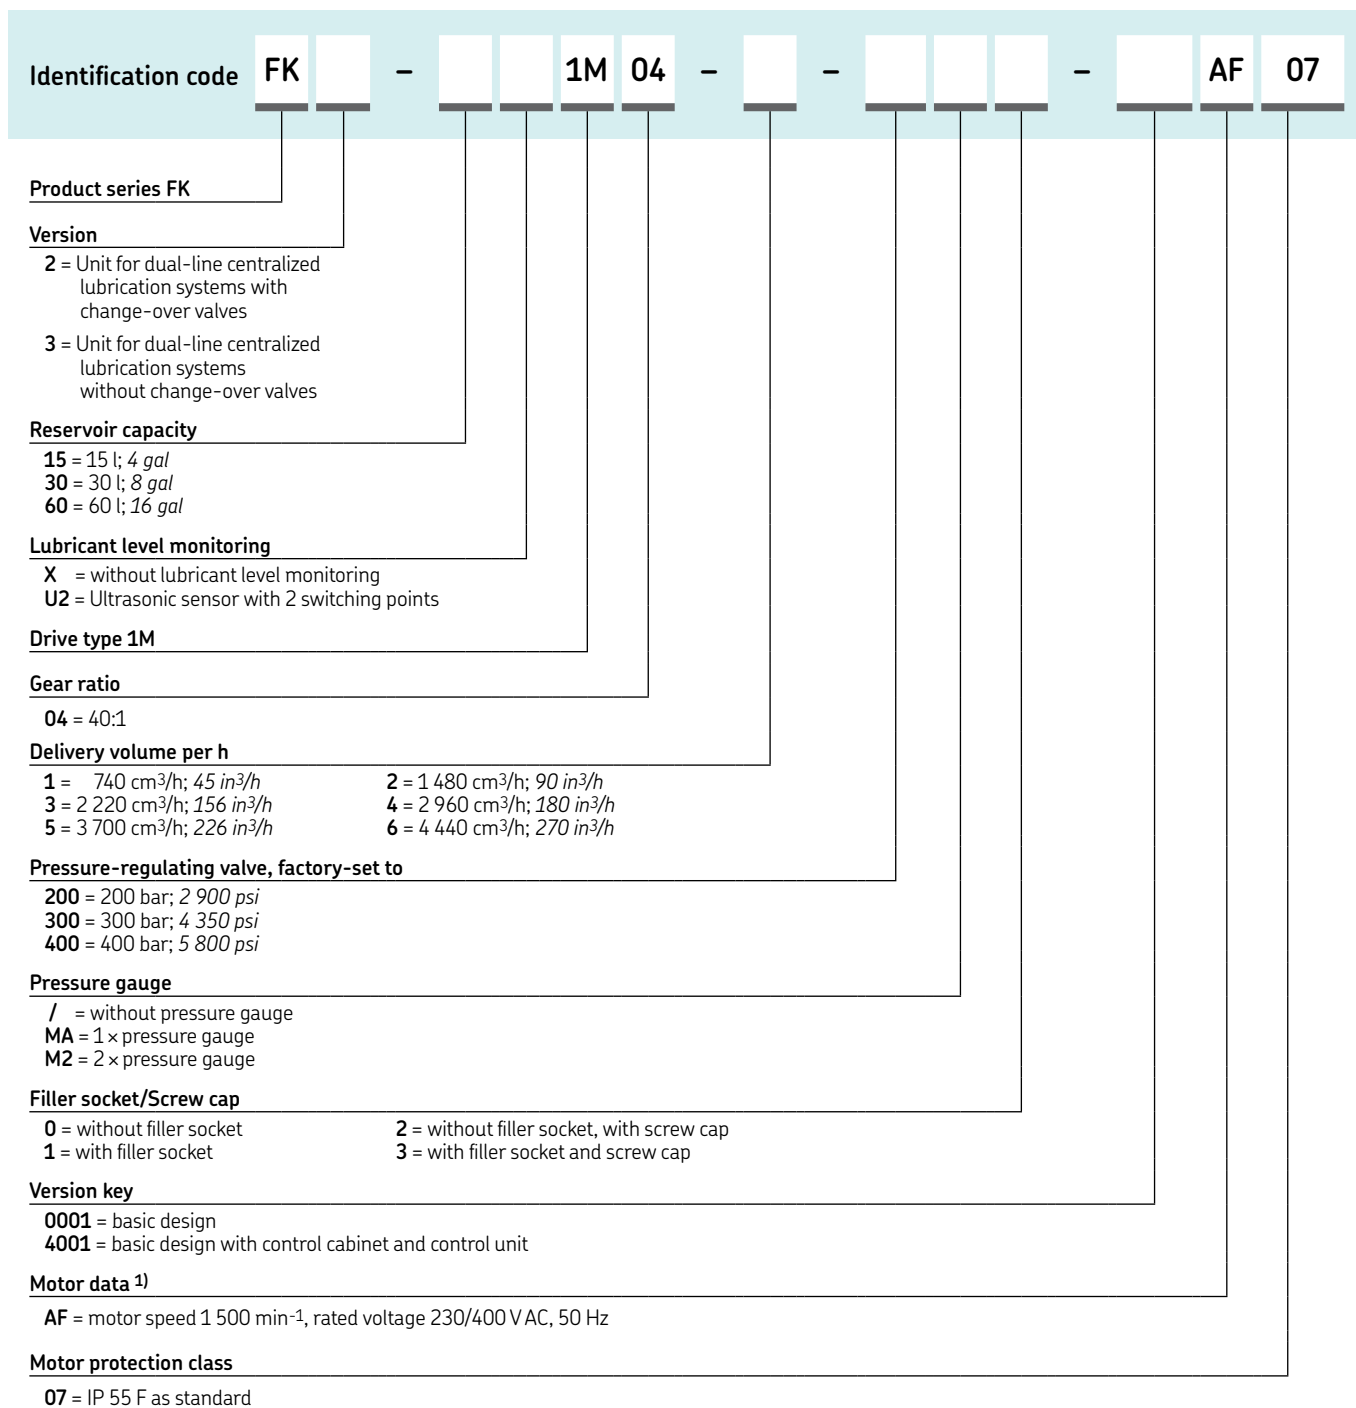 Identification code FK – 1M 04 – – – AF 07
Product series FK
Version
2 = Unit for dual-line centralized
lubrication systems with
change-over valves
3 = Unit for dual-line centralized
lubrication systems
without change-over valves
Reservoir capacity
15 = 15 l; 4 gal
30 = 30 l; 8 gal
60 = 60 l; 16 gal
Lubricant level monitoring
X = without lubricant level monitoring
U2 = Ultrasonic sensor with 2 switching points
Drive type 1M
Gear ratio
04 = 40:1
Delivery volume per h
1 = 740 cm³/h; 45 in³/h 2 = 1 480 cm³/h; 90 in³/h
3 = 2 220 cm³/h; 156 in³/h 4 = 2 960 cm³/h; 180 in³/h
5 = 3 700 cm³/h; 226 in³/h 6 = 4 440 cm³/h; 270 in³/h
Pressure-regulating valve, factory-set to
200 = 200 bar; 2 900 psi
300 = 300 bar; 4 350 psi
400 = 400 bar; 5 800 psi
Pressure gauge
/ = without pressure gauge
MA = 1 × pressure gauge
M2 = 2 × pressure gauge
Filler socket/Screw cap
0 = without filler socket 2 = without filler socket, with screw cap
1 = with filler socket 3 = with filler socket and screw cap
Version key
0001 = basic design
4001 = basic design with control cabinet and control unit
Motor data ¹⁾
AF = motor speed 1 500 min⁻¹, rated voltage 230/400 V AC, 50 Hz
Motor protection class
07 = IP 55 F as standard